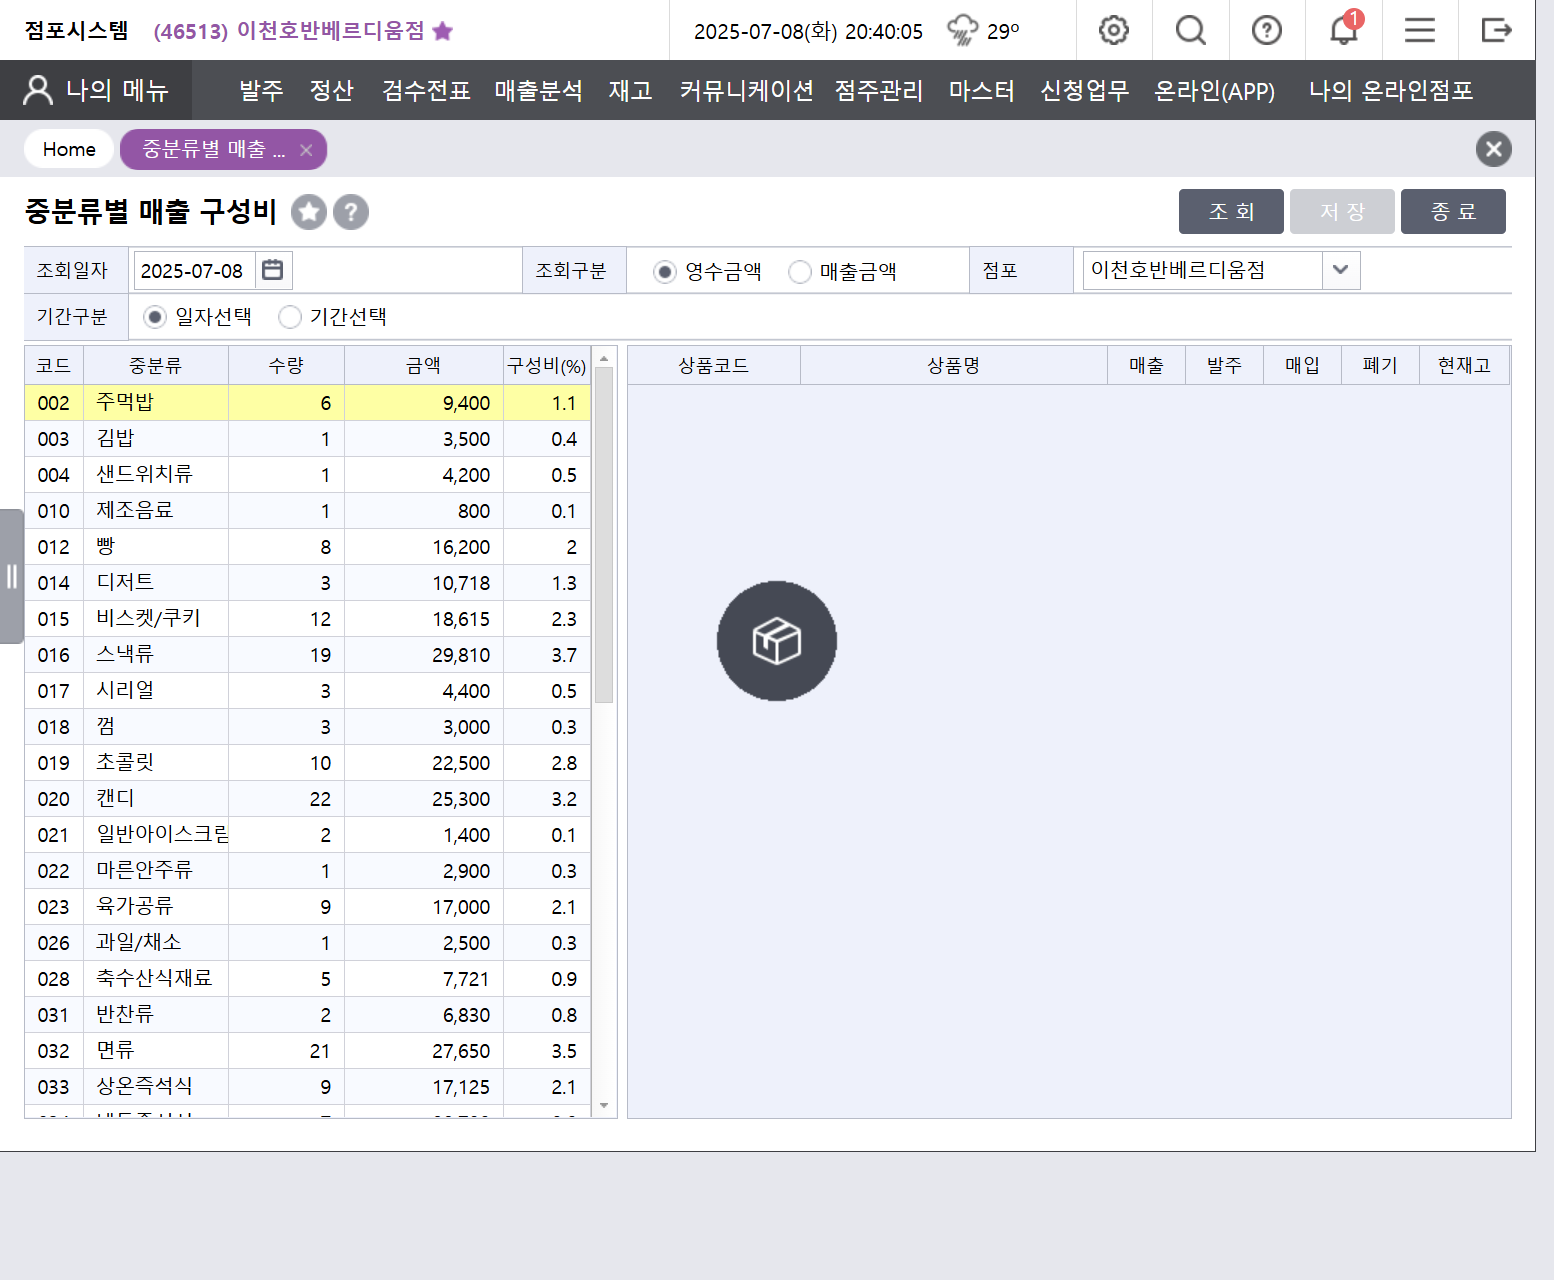 점포시스템 (46513) 이천호반베르디움점 2025-07-08(화) 20:40:05 29º 1
나의 메뉴 발주 정산 검수전표 매출분석 재고 커뮤니케이션 점주관리 마스터 신청업무 온라인(APP) 나의 온라인점포
Home 중분류별 매출 ...
중분류별 매출 구성비 조 회 저 장 종 료
조회일자 2025-07-08 조회구분 영수금액 매출금액 점포 이천호반베르디움점
기간구분 일자선택 기간선택
코드 중분류 수량 금액 구성비(%) 상품코드 상품명 매출 발주 매입 폐기 현재고
002 주먹밥 6 9,400 1.1
003 김밥 1 3,500 0.4
004 샌드위치류 1 4,200 0.5
010 제조음료 1 800 0.1
012 빵 8 16,200 2
014 디저트 3 10,718 1.3
015 비스켓/쿠키 12 18,615 2.3
016 스낵류 19 29,810 3.7
017 시리얼 3 4,400 0.5
018 껌 3 3,000 0.3
019 초콜릿 10 22,500 2.8
020 캔디 22 25,300 3.2
021 일반아이스크림 2 1,400 0.1
022 마른안주류 1 2,900 0.3
023 육가공류 9 17,000 2.1
026 과일/채소 1 2,500 0.3
028 축수산식재료 5 7,721 0.9
031 반찬류 2 6,830 0.8
032 면류 21 27,650 3.5
033 상온즉석식 9 17,125 2.1